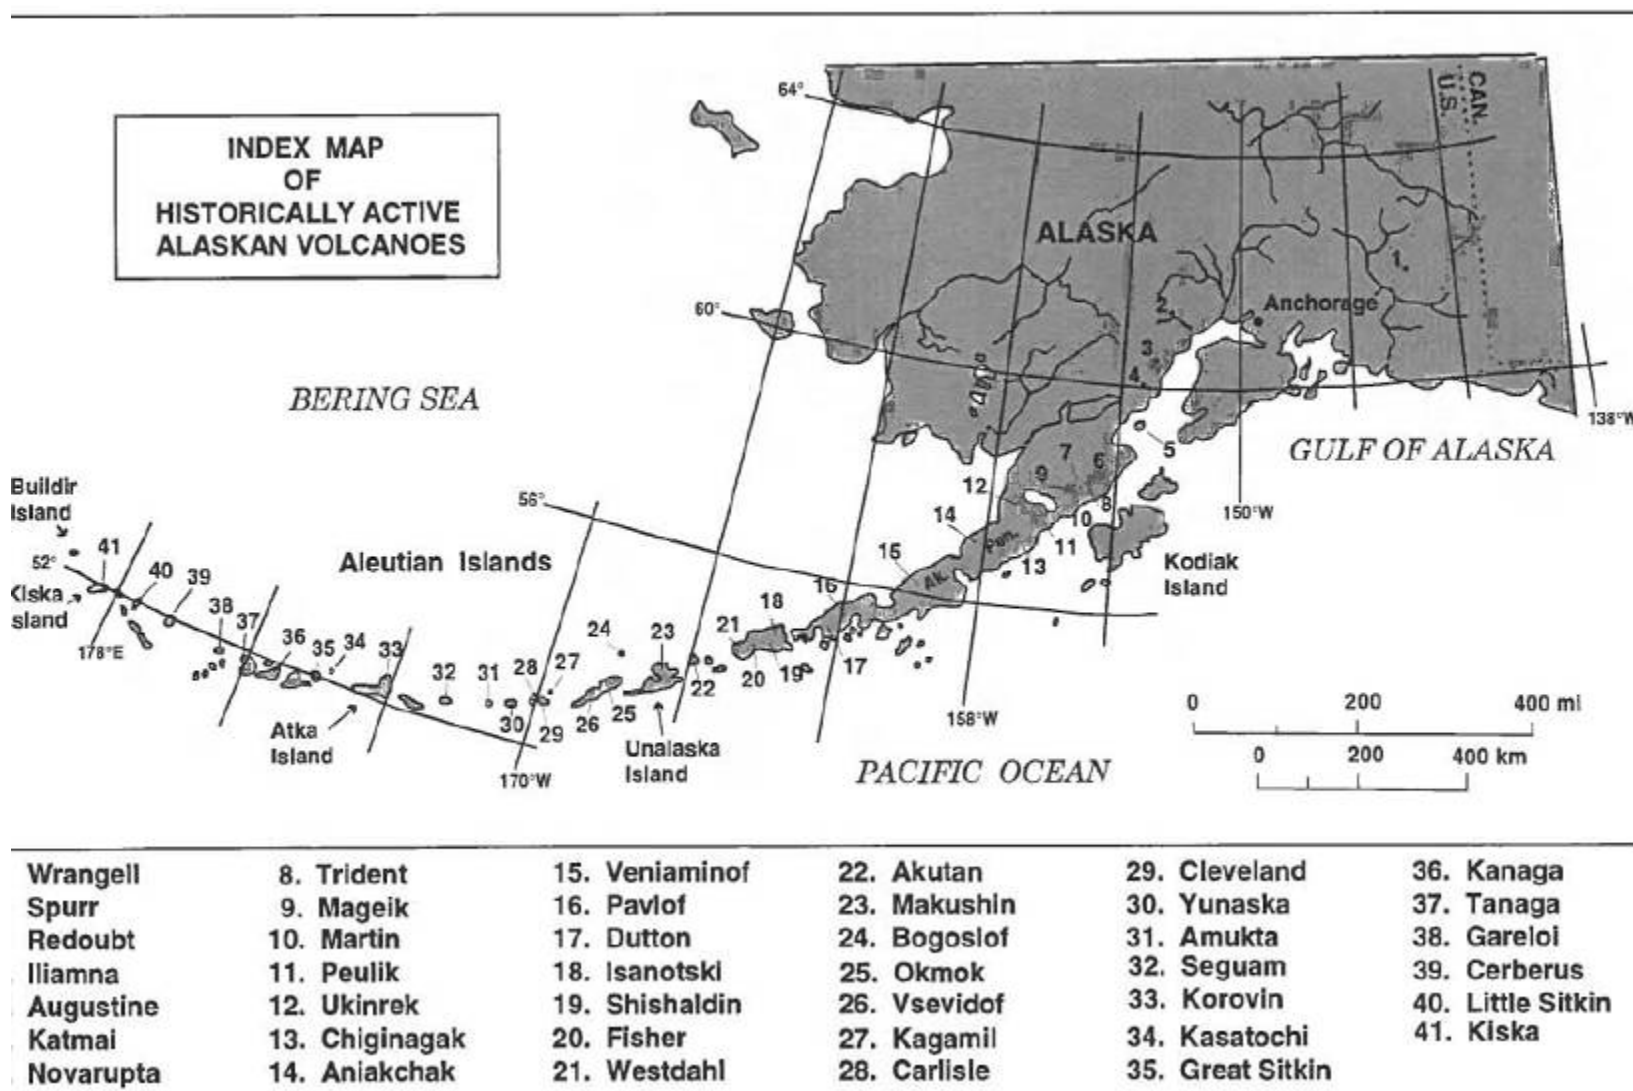 INDEX MAP
OF
HISTORICALLY ACTIVE
ALASKAN VOLCANOES
64°
CAN.
U.S.
ALASKA
1.
2.
Anchorage
60°
3
4
BERING SEA
138°W
GULF OF ALASKA
5
7
6
9
12
8
Buildir
Island
56°
150°W
10
14
Pen.
11
41
Aleutian Islands
15
13
Kodiak
Island
52°
40
39
Kiska
Island
Ak.
16
38
37
18
178°E
36
35
34
33
24
23
21
17
32
31
28
27
22
20
19
30
29
26
25
158°W
0 200 400 mi
Atka
Island
Unalaska
Island
0 200 400 km
170°W
PACIFIC OCEAN
Wrangell
Spurr
Redoubt
Iliamna
Augustine
Katmai
Novarupta
8. Trident
9. Mageik
10. Martin
11. Peulik
12. Ukinrek
13. Chiginagak
14. Aniakchak
15. Veniaminof
16. Pavlof
17. Dutton
18. Isanotski
19. Shishaldin
20. Fisher
21. Westdahl
22. Akutan
23. Makushin
24. Bogoslof
25. Okmok
26. Vsevidof
27. Kagamil
28. Carlisle
29. Cleveland
30. Yunaska
31. Amukta
32. Seguam
33. Korovin
34. Kasatochi
35. Great Sitkin
36. Kanaga
37. Tanaga
38. Gareloi
39. Cerberus
40. Little Sitkin
41. Kiska